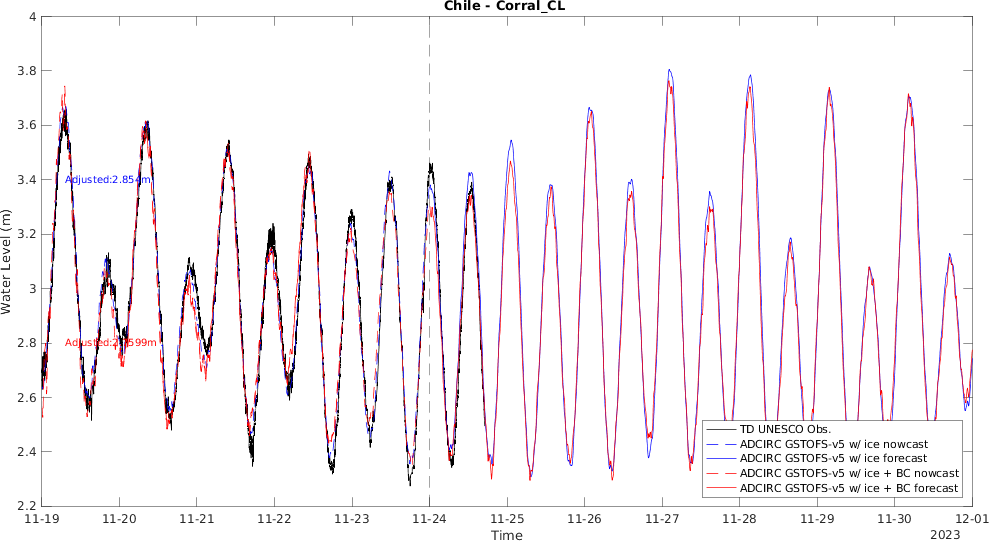 Chile - Corral_CL
4
3.8
3.6
3.4
3.2
3
2.8
2.6
2.4
2.2
Water Level (m)
Adjusted:2.854m
TD UNESCO Obs.
ADCIRC GSTOFS-v5 w/ ice nowcast
ADCIRC GSTOFS-v5 w/ ice forecast
ADCIRC GSTOFS-v5 w/ ice + BC nowcast
ADCIRC GSTOFS-v5 w/ ice + BC forecast
11-19 11-20 11-21 11-22 11-23 11-24 11-25 11-26 11-27 11-28 11-29 11-30 12-01
Time
2023